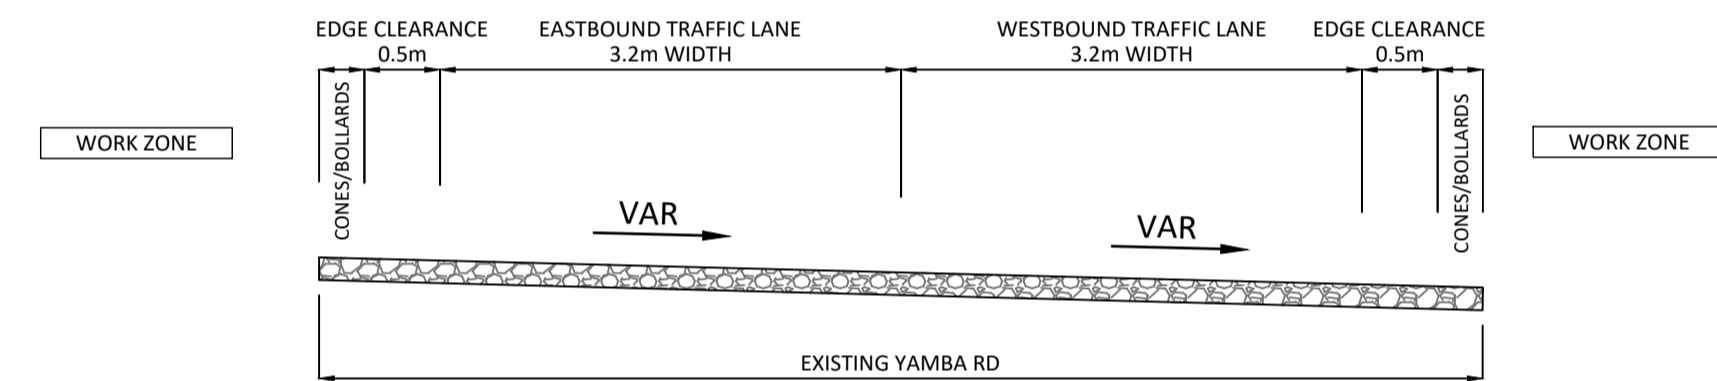 EDGE CLEARANCE
0.5m
EASTBOUND TRAFFIC LANE
3.2m WIDTH
WESTBOUND TRAFFIC LANE
3.2m WIDTH
EDGE CLEARANCE
0.5m
WORK ZONE
CONES/BOLLARDS
CONES/BOLLARDS
WORK ZONE
VAR
VAR
EXISTING YAMBA RD